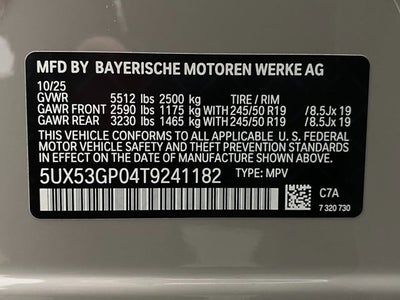 MFD BY BAYERISCHE MOTOREN WERKE AG
10/25
GVWR 5512 lbs 2500 kg TIRE / RIM
GAWR FRONT 2590 lbs 1175 kg WITH 245/50 R19 / 8.5Jx 19
GAWR REAR 3230 lbs 1465 kg WITH 245/50 R19 / 8.5Jx 19
THIS VEHICLE CONFORMS TO ALL APPLICABLE U.S. FEDERAL
MOTOR VEHICLE SAFETY AND THEFT PREVENTION STANDARDS IN EFFECT ON
THE DATE OF MANUFACTURE SHOWN ABOVE.
5UX53GP04T9241182 TYPE: MPV
C7A
7 320 730